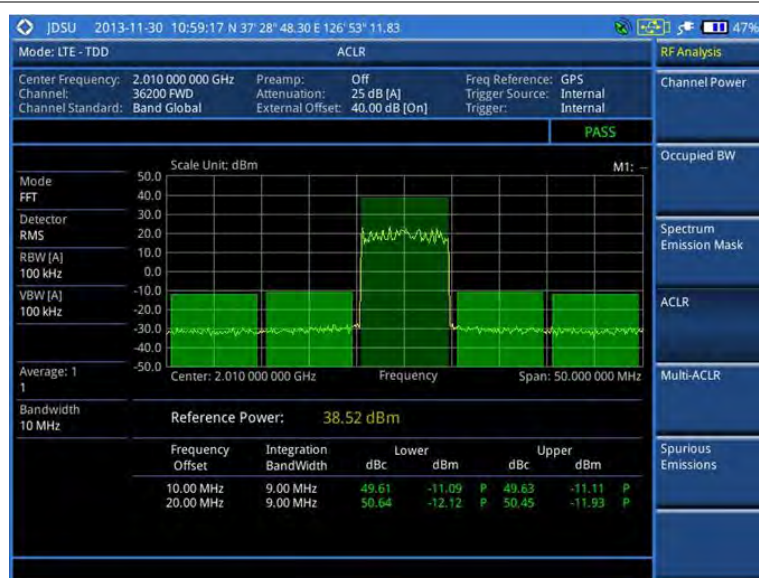 JDSU 2013-11-30 10:59:17 N 37° 28" 48.30 E 126° 53" 11.83 47%
Mode: LTE - TDD ACLR RF Analysis
Center Frequency: 2.010 000 000 GHz Preamp: Off Freq Reference: GPS
Channel: 36200 FWD Attenuation: 25 dB [A] Trigger Source: Internal
Channel Standard: Band Global External Offset: 40.00 dB [On] Trigger: Internal
Channel Power
PASS
Occupied BW
Scale Unit: dBm M1: --
Mode
FFT
Detector
RMS
RBW [A]
100 kHz
VBW [A]
100 kHz
Average: 1
1
Bandwidth
10 MHz
50.0
40.0
30.0
20.0
10.0
0.0
-10.0
-20.0
-30.0
-40.0
-50.0
Center: 2.010 000 000 GHz Frequency Span: 50.000 000 MHz
Spectrum
Emission Mask
ACLR
Multi-ACLR
Spurious
Emissions
Reference Power: 38.52 dBm
Frequency Integration Lower Upper
Offset BandWidth dBc dBm dBc dBm
10.00 MHz 9.00 MHz 49.61 -11.09 P 49.63 -11.11 P
20.00 MHz 9.00 MHz 50.64 -12.12 P 50.45 -11.93 P